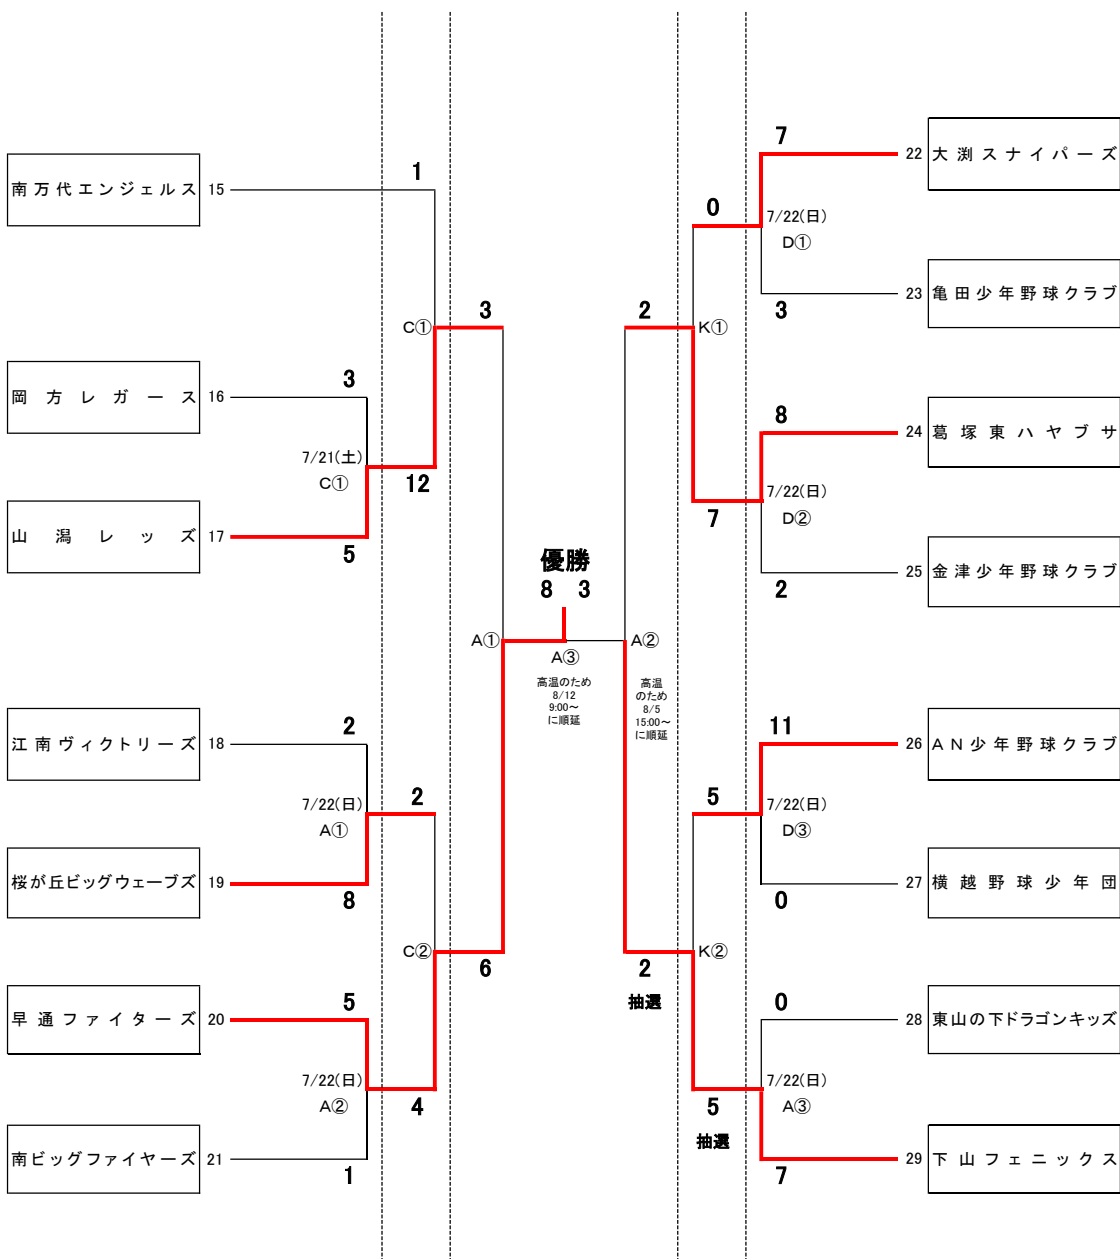 南万代エンジェルス 15
1
岡方レガース 16
3
7/21(土)
C①
山潟レッズ 17
5
C①
12
3
江南ヴィクトリーズ 18
2
7/22(日)
A①
桜が丘ビッグウェーブズ 19
8
2
C②
6
早通ファイターズ 20
5
7/22(日)
A②
4
南ビッグファイヤーズ 21
1
優勝
8 3
A①
A③
A②
高温のため
8/12
9:00～
に順延
高温
のため
8/5
15:00～
に順延
7
22 大渕スナイパーズ
0
7/22(日)
D①
23 亀田少年野球クラブ
3
2
K①
8
24 葛塚東ハヤブサ
7/22(日)
D②
7
25 金津少年野球クラブ
2
11
26 AN少年野球クラブ
5
7/22(日)
D③
27 横越野球少年団
0
K②
2
抽選
0
28 東山の下ドラゴンキッズ
7/22(日)
A③
5
抽選
29 下山フェニックス
7